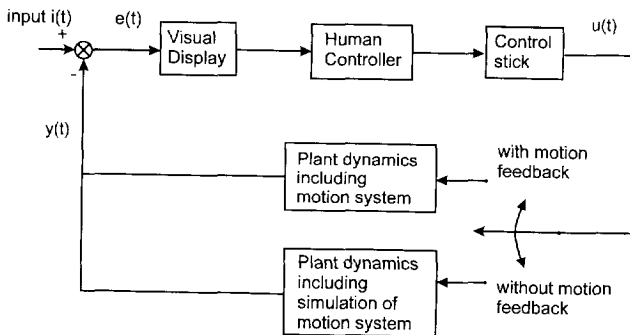 input i(t)
+
-
e(t)
Visual
Display
Human
Controller
Control
stick
u(t)
y(t)
Plant dynamics
including
motion system
with motion
feedback
Plant dynamics
including
simulation of
motion system
without motion
feedback